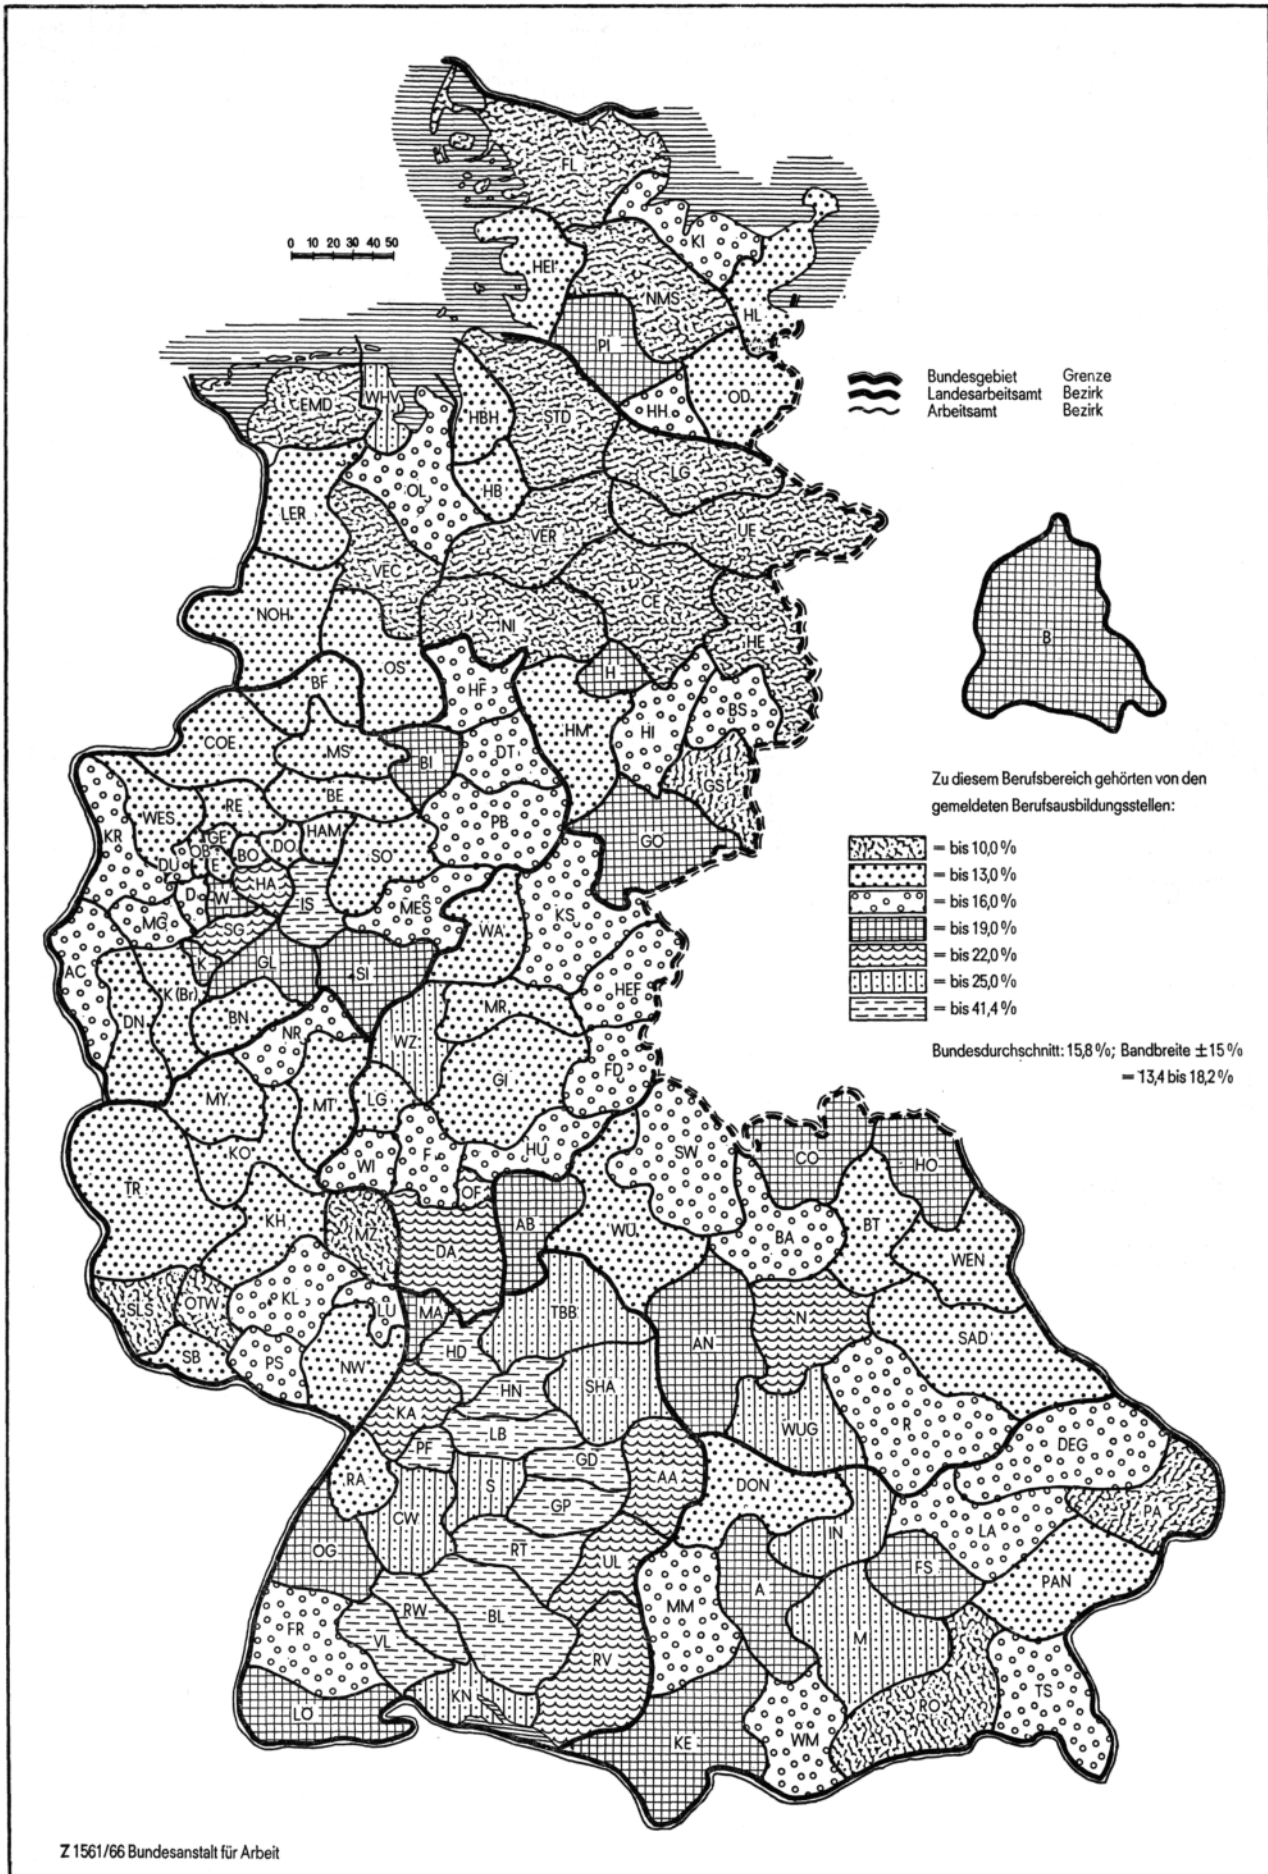 FL
KI
0 10 20 30 40 50
HEI
NMS
HL
PI
Bundesgebiet Grenze
Landesarbeitsamt Bezirk
Arbeitsamt Bezirk
EMD WHV HBH STD HH OD
OL HB LG
LER VER UE
VEC CE
NOH NI HE B
OS H
BF HF BS
COE MS BI DT HM HI
GS
Zu diesem Berufsbereich gehörten von den
gemeldeten Berufsausbildungsstellen:
WES RE BE PB
KR GE HAM GO
DU OB E BO DO SO
= bis 10,0 %
= bis 13,0 %
= bis 16,0 %
= bis 19,0 %
= bis 22,0 %
= bis 25,0 %
= bis 41,4 %
D W HA IS MES KS
MG SG WA
AC K GL SI
K (Br) HEF
DN BN NR WZ MR
Bundesdurchschnitt: 15,8 %; Bandbreite ± 15 %
= 13,4 bis 18,2 %
MY MT LG GI FD
KO WI F HU SW CO HO
TR OF
KH MZ DA AB WÜ BA BT WEN
SLS OTW KL LU MA TBB N
SB PS NW HD AN SAD
KA HN SHA R
PF LB WUG DEG
RA S GD AA DON PA
CW GP IN LA
OG RT UL FS PAN
FR RW BL MM A
VL RV M
LÖ KN KE WM RO TS
Z 1561/66 Bundesanstalt für Arbeit